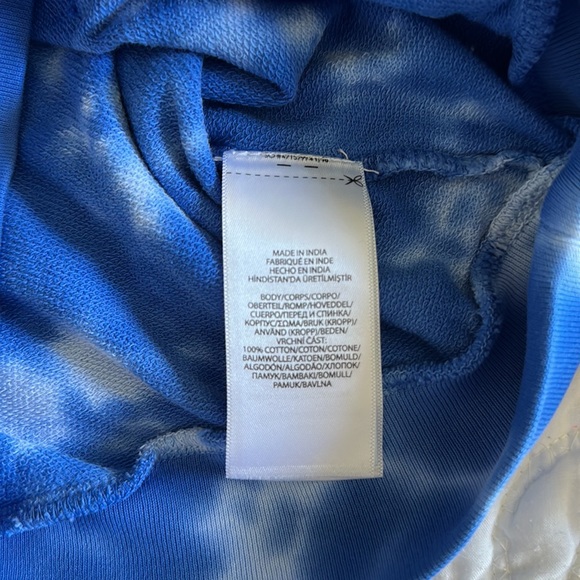 MADE IN INDIA
FABRIQUÉ EN INDE
HECHO EN INDIA
HİNDİSTAN'DA ÜRETİLMİŞTİR
BODY/CORPS/CORPO/
OBERTEIL/ROMP/HOVEDDEL/
CUERPO/ПЕРЕД И СПИНКА/
КОРПУС/ΣΩΜΑ/BRUK (KROPP)/
ANVÄND (KROPP)/BEDEN/
VRCHNÍ ČÁST:
100% COTTON/COTON/COTONE/
BAUMWOLLE/KATOEN/BOMULD/
ALGODÓN/ALGODÃO/ХЛОПОК/
ПАМУК/ΒΑΜΒΑΚΙ/BOMULL/
PAMUK/BAVLNA